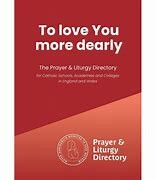 To love You
more dearly
The Prayer & Liturgy Directory
for Catholic Schools, Academies and Colleges
in England and Wales
Prayer &
Liturgy
Directory